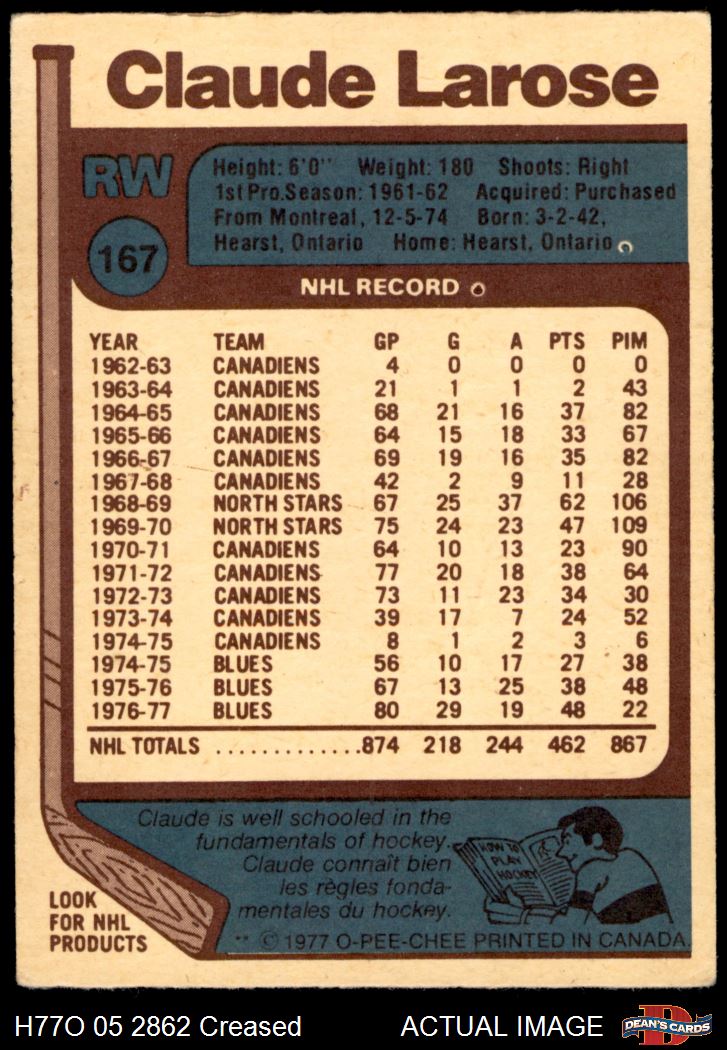 Claude Larose
RW
Height: 6'0" Weight: 180 Shoots: Right
1st Pro.Season: 1961-62 Acquired: Purchased
From Montreal, 12-5-74 Born: 3-2-42,
Hearst, Ontario Home: Hearst, Ontario
167
NHL RECORD
YEAR TEAM GP G A PTS PIM
1962-63 CANADIENS 4 0 0 0 0
1963-64 CANADIENS 21 1 1 2 43
1964-65 CANADIENS 68 21 16 37 82
1965-66 CANADIENS 64 15 18 33 67
1966-67 CANADIENS 69 19 16 35 82
1967-68 CANADIENS 42 2 9 11 28
1968-69 NORTH STARS 67 25 37 62 106
1969-70 NORTH STARS 75 24 23 47 109
1970-71 CANADIENS 64 10 13 23 90
1971-72 CANADIENS 77 20 18 38 64
1972-73 CANADIENS 73 11 23 34 30
1973-74 CANADIENS 39 17 7 24 52
1974-75 CANADIENS 8 1 2 3 6
1974-75 BLUES 56 10 17 27 38
1975-76 BLUES 67 13 25 38 48
1976-77 BLUES 80 29 19 48 22
NHL TOTALS .............874 218 244 462 867
Claude is well schooled in the
fundamentals of hockey.
Claude connaît bien
les règles fonda-
mentales du hockey.
HOW TO
PLAY
HOCKEY
LOOK
FOR NHL
PRODUCTS
** © 1977 O-PEE-CHEE PRINTED IN CANADA.
H77O 05 2862 Creased ACTUAL IMAGE
D
DEAN'S CARDS